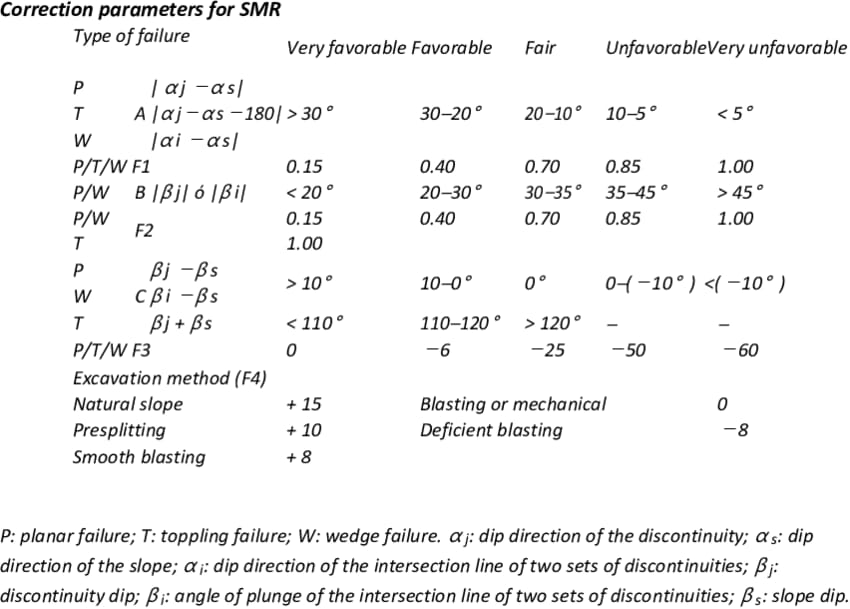 Correction parameters for SMR
Type of failure Very favorable Favorable Fair Unfavorable Very unfavorable
P | αj −αs|
T A |αj−αs −180| > 30° 30–20° 20–10° 10–5° < 5°
W |αi −αs|
P/T/W F1 0.15 0.40 0.70 0.85 1.00
P/W B |βj| ó |βi| < 20° 20–30° 30–35° 35–45° > 45°
P/W 0.15 0.40 0.70 0.85 1.00
F2
T 1.00
P βj −βs
> 10° 10–0° 0° 0–(−10°) <(−10°)
W C βi −βs
T βj + βs < 110° 110–120° > 120° – –
P/T/W F3 0 −6 −25 −50 −60
Excavation method (F4)
Natural slope + 15 Blasting or mechanical 0
Presplitting + 10 Deficient blasting −8
Smooth blasting + 8
P: planar failure; T: toppling failure; W: wedge failure. αj: dip direction of the discontinuity; αs: dip
direction of the slope; αi: dip direction of the intersection line of two sets of discontinuities; βj:
discontinuity dip; βi: angle of plunge of the intersection line of two sets of discontinuities; βs: slope dip.